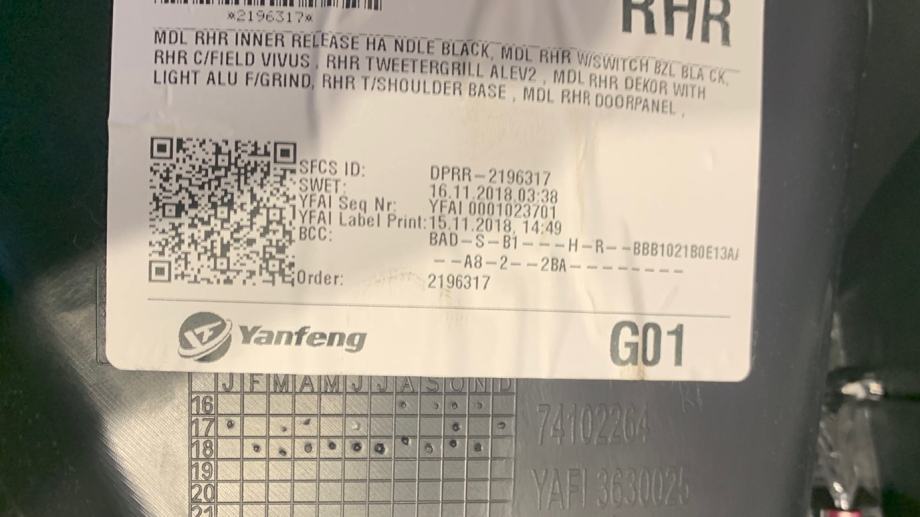 *2196317*
RHR
MDL RHR INNER RELEASE HA NDLE BLACK, MDL RHR W/SWITCH BZL BLA CK,
RHR C/FIELD VIVUS , RHR TWEETERGRILL ALEV2 , MDL RHR DEKOR WITH
LIGHT ALU F/GRIND, RHR T/SHOULDER BASE , MDL RHR DOORPANEL ,
SFCS ID: DPRR-2196317
SWET: 16.11.2018 03:38
YFAI Seq Nr: YFAI 0001023701
YFAI Label Print: 15.11.2018, 14:49
BCC: BAD-S-B1---H-R--BBB1021B0E13A/
--A8-2--2BA--------
Order: 2196317
Yanfeng
G01
J F M A M J J A S O N D
16
17
18
19
20
21
74102264
YAFI 3630025